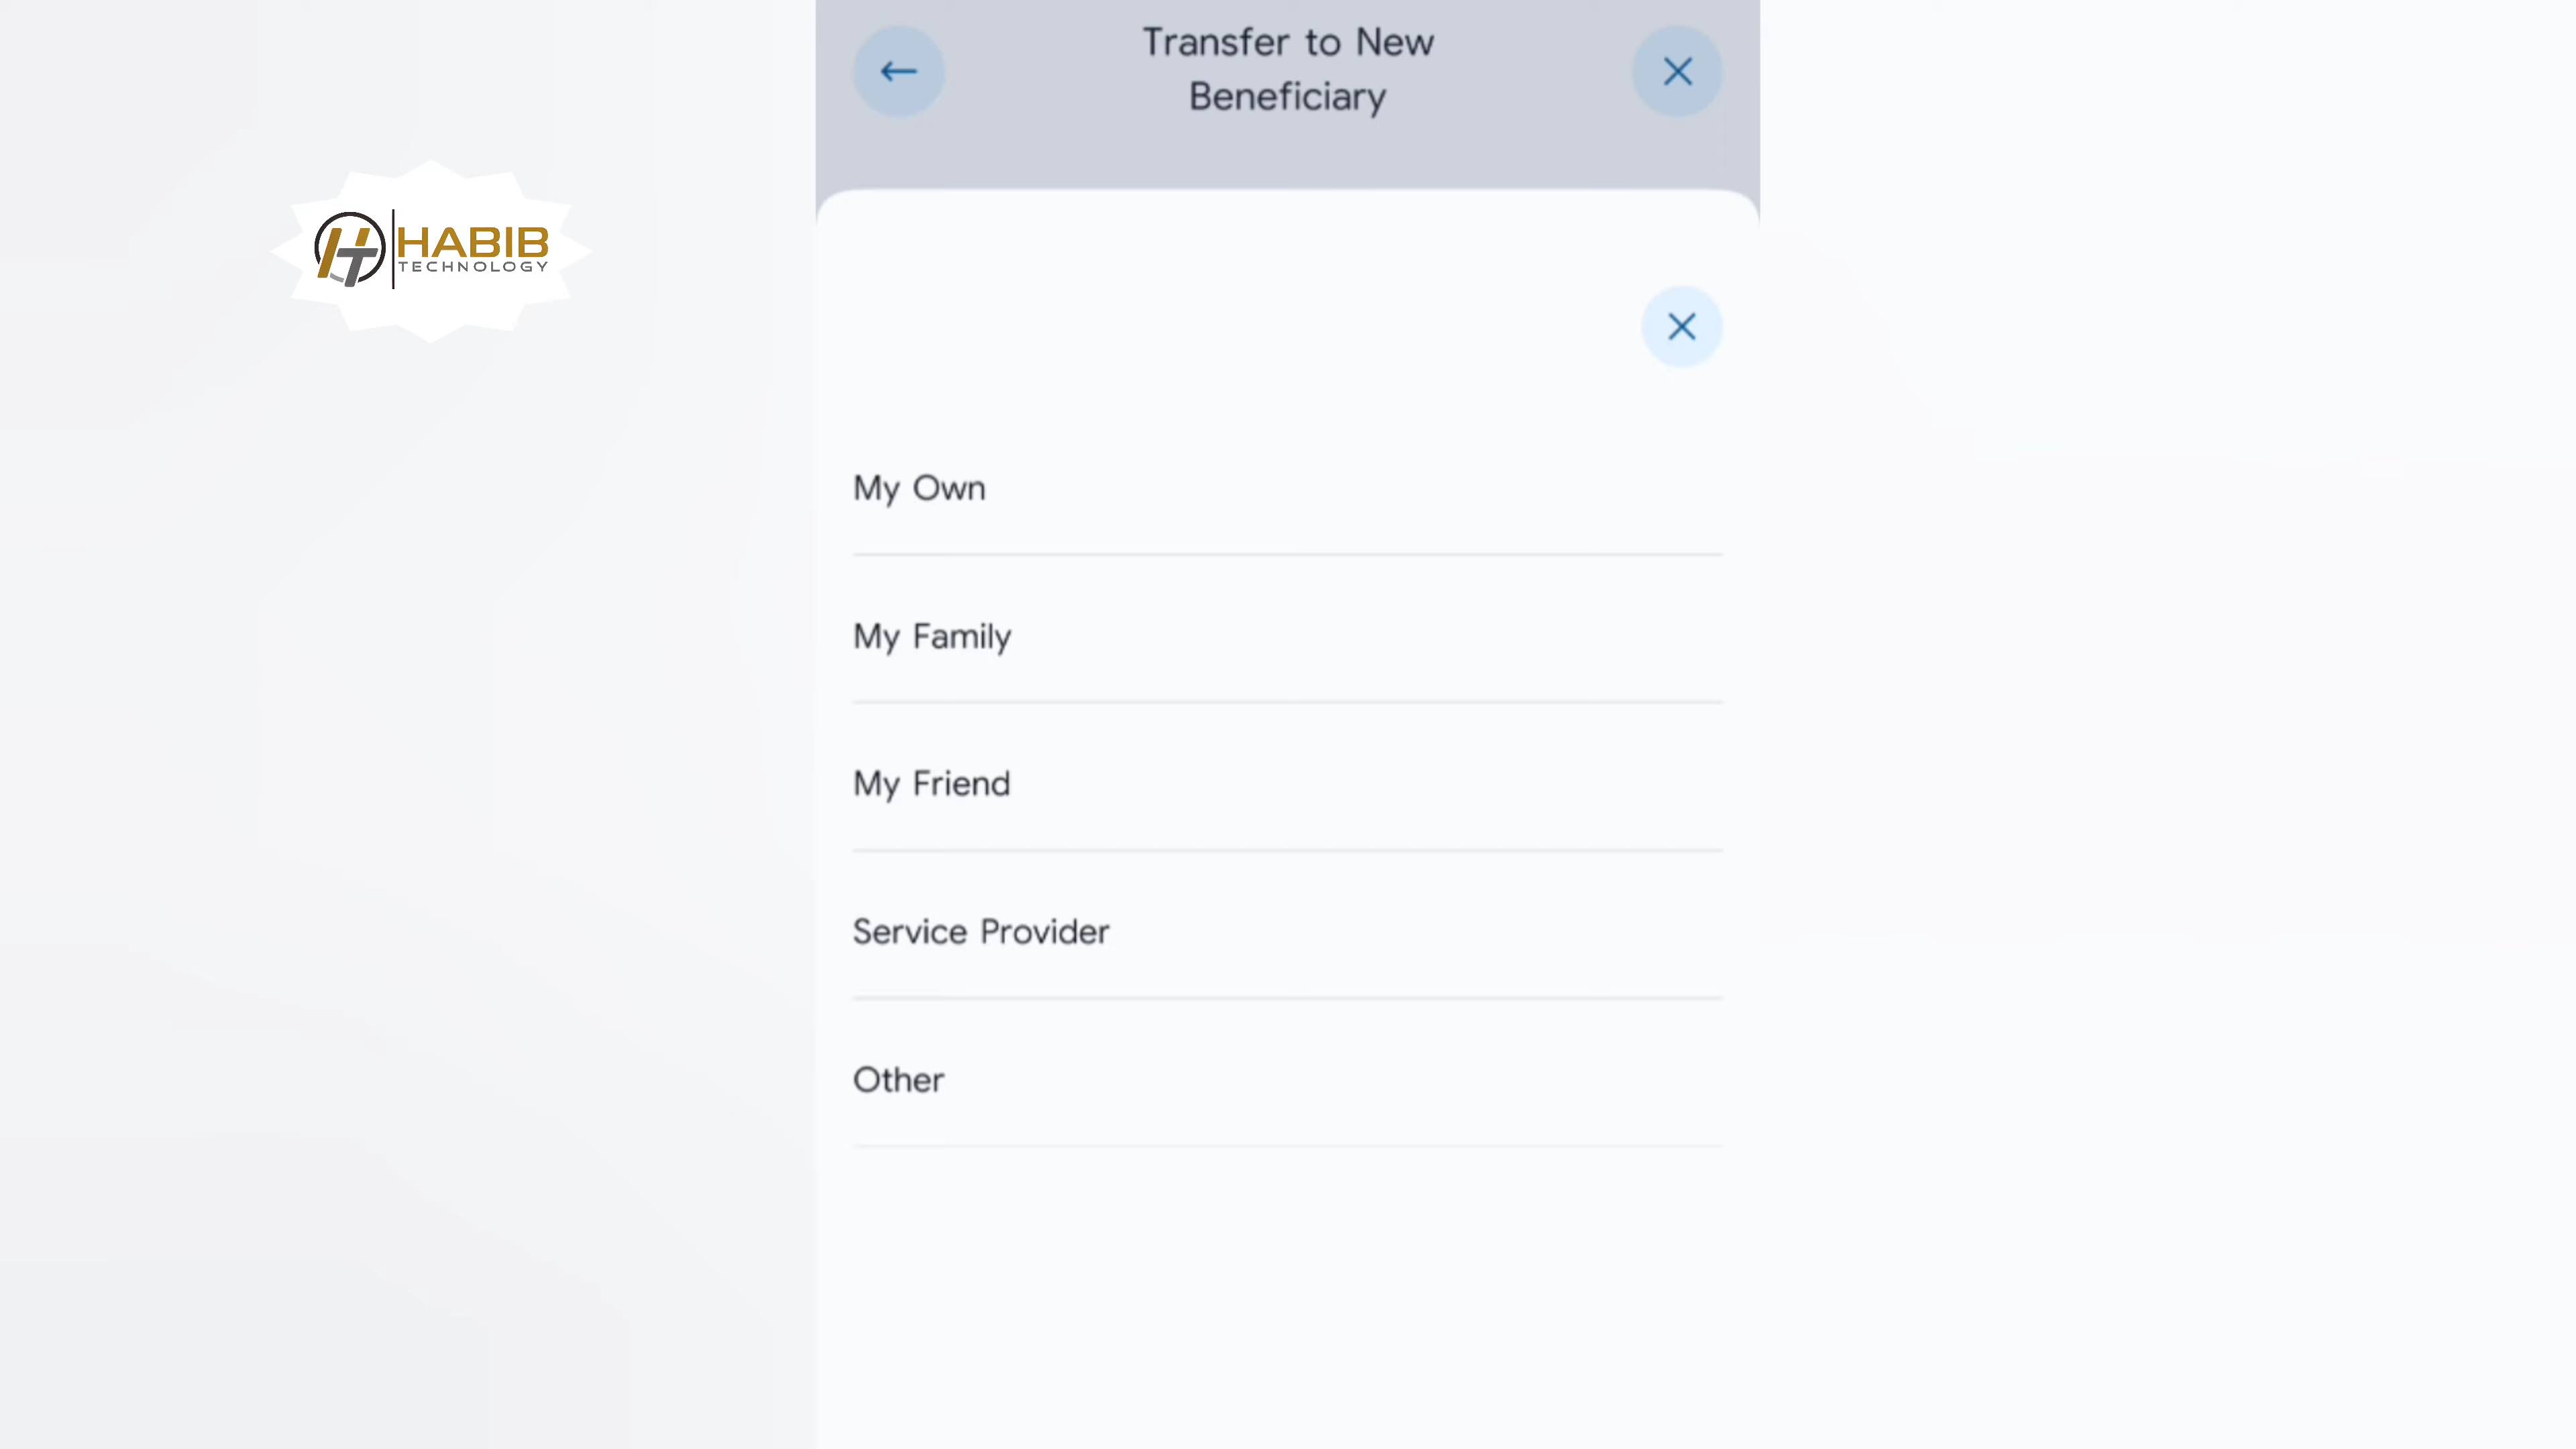 Transfer to New
Beneficiary
HABIB
TECHNOLOGY
My Own
My Family
My Friend
Service Provider
Other